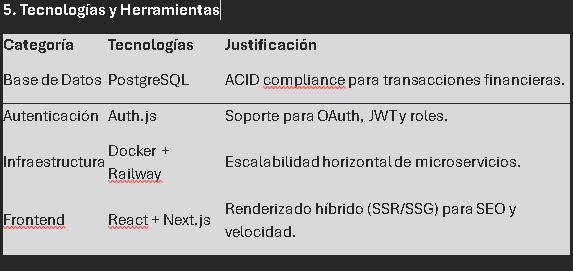 5. Tecnologías y Herramientas
Categoría Tecnologías Justificación
Base de Datos PostgreSQL ACID compliance para transacciones financieras.
Autenticación Auth.js Soporte para OAuth, JWT y roles.
Infraestructura Docker + Railway Escalabilidad horizontal de microservicios.
Frontend React + Next.js Renderizado híbrido (SSR/SSG) para SEO y velocidad.